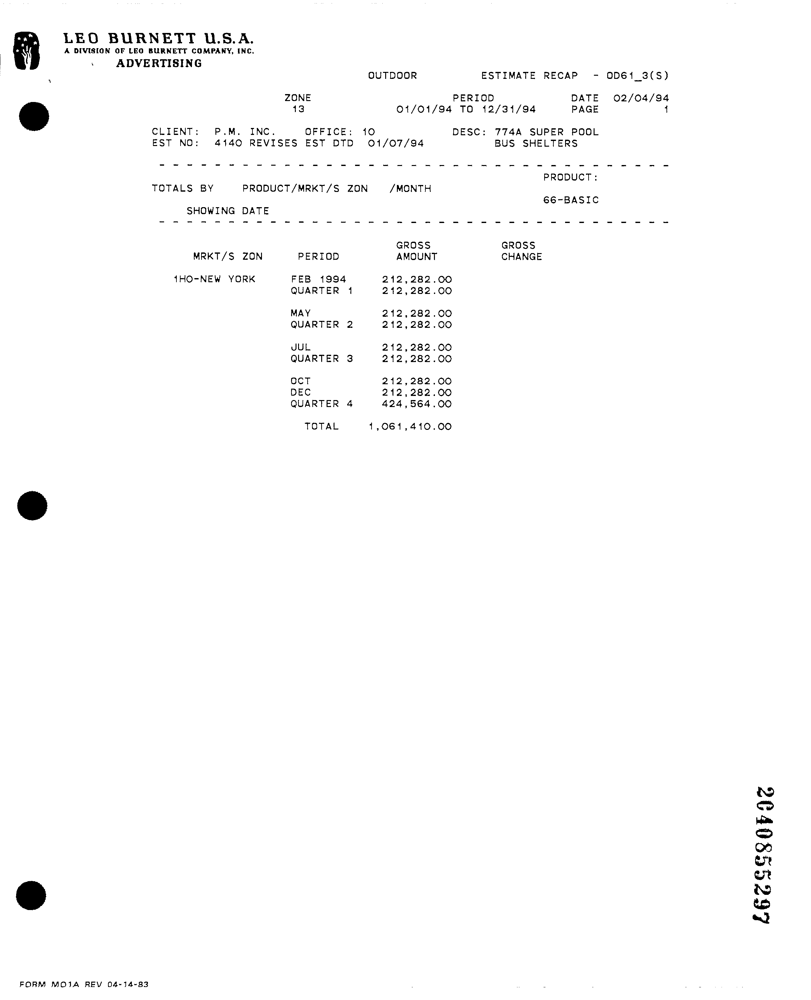 LEO BURNETT U.S.A.
A DIVISION OF LEO BURNETT COMPANY, INC.
ADVERTISING
OUTDOOR ESTIMATE RECAP - OD61_3(S)
ZONE PERIOD DATE 02/04/94
13 01/01/94 TO 12/31/94 PAGE 1
CLIENT: P.M. INC. OFFICE: 10 DESC: 774A SUPER POOL
EST NO: 4140 REVISES EST DTD 01/07/94 BUS SHELTERS
PRODUCT:
TOTALS BY PRODUCT/MRKT/S ZON /MONTH
66-BASIC
SHOWING DATE
GROSS GROSS
MRKT/S ZON PERIOD AMOUNT CHANGE
1HO-NEW YORK FEB 1994 212,282.00
QUARTER 1 212,282.00
MAY 212,282.00
QUARTER 2 212,282.00
JUL 212,282.00
QUARTER 3 212,282.00
OCT 212,282.00
DEC 212,282.00
QUARTER 4 424,564.00
TOTAL 1,061,410.00
2040855297
FORM MO1A REV 04-14-83